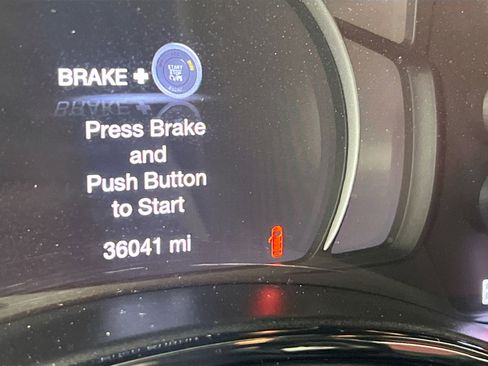 BRAKE +
START
STOP
Press Brake
and
Push Button
to Start
36041 mi